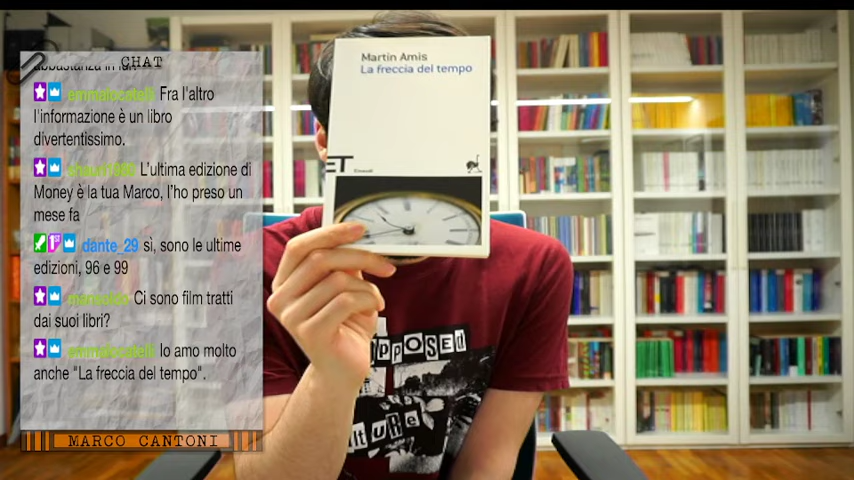 CHAT
emmaloccatelli Fra l'altro
l'informazione è un libro
divertentissimo.
L'ultima edizione di
Money è la tua Marco, l'ho preso un
mese fa
dante_29 sì, sono le ultime
edizioni, 96 e 99
Ci sono film tratti
dai suoi libri?
emmaloccatelli Io amo molto
anche "La freccia del tempo".
MARCO CANTONI
Martin Amis
La freccia del tempo
ET
Einaudi